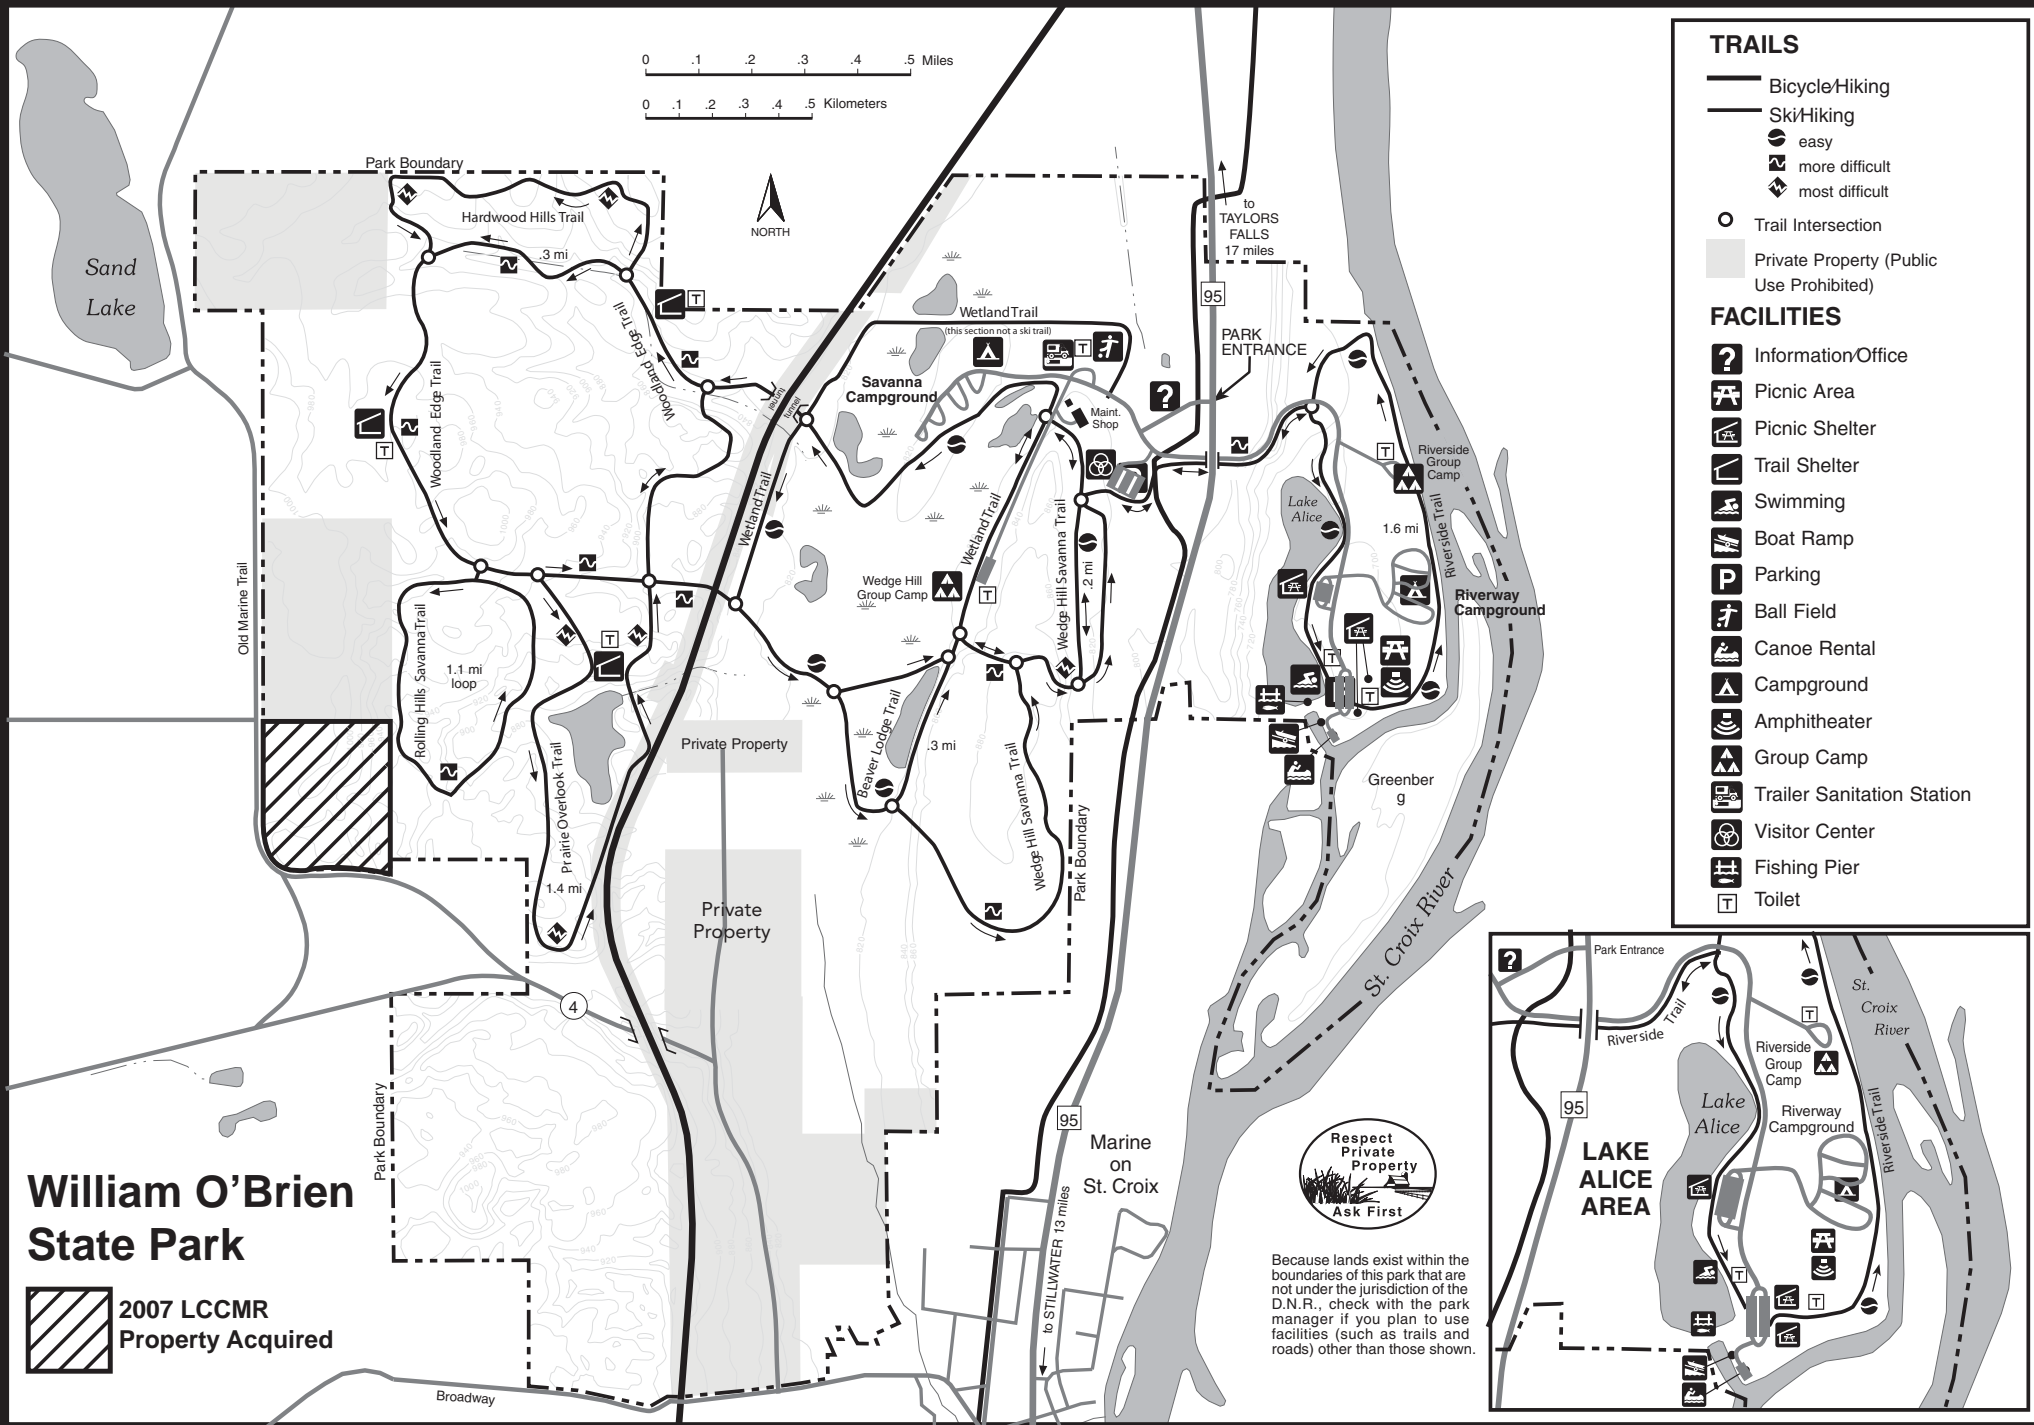 0 .1 .2 .3 .4 .5 Miles
0 .1 .2 .3 .4 .5 Kilometers
NORTH
Park Boundary
Sand
Lake
Hardwood Hills Trail
.3 mi
T
Woodland Edge Trail
Woodland Edge Trail
T
tunnel
tunnel
Wetland Trail
(this section not a ski trail)
T
Savanna
Campground
?
Maint.
Shop
to
TAYLORS
FALLS
17 miles
95
PARK
ENTRANCE
Wetland Trail
Wetland Trail
Wedge Hill
Group Camp
T
Wedge Hill Savanna Trail
.2 mi
Lake
Alice
T
Riverside
Group
Camp
1.6 mi
Riverside Trail
Riverway
Campground
T
T
Old Marine Trail
Rolling Hills Savanna Trail
1.1 mi
loop
T
Prairie Overlook Trail
1.4 mi
Private Property
Private
Property
Beaver Lodge Trail
.3 mi
Wedge Hill Savanna Trail
Park Boundary
Greenber
g
St. Croix River
4
Park Boundary
95
Marine
on
St. Croix
to STILLWATER 13 miles
Broadway
William O'Brien
State Park
2007 LCCMR
Property Acquired
Respect
Private
Property
Ask First
Because lands exist within the
boundaries of this park that are
not under the jurisdiction of the
D.N.R., check with the park
manager if you plan to use
facilities (such as trails and
roads) other than those shown.
TRAILS
Bicycle/Hiking
Ski/Hiking
easy
more difficult
most difficult
Trail Intersection
Private Property (Public
Use Prohibited)
FACILITIES
? Information/Office
Picnic Area
Picnic Shelter
Trail Shelter
Swimming
Boat Ramp
P Parking
Ball Field
Canoe Rental
Campground
Amphitheater
Group Camp
Trailer Sanitation Station
Visitor Center
Fishing Pier
T Toilet
?
Park Entrance
Riverside Trail
St.
Croix
River
T
Riverside
Group
Camp
95
Lake
Alice
Riverway
Campground
Riverside Trail
LAKE
ALICE
AREA
T
T